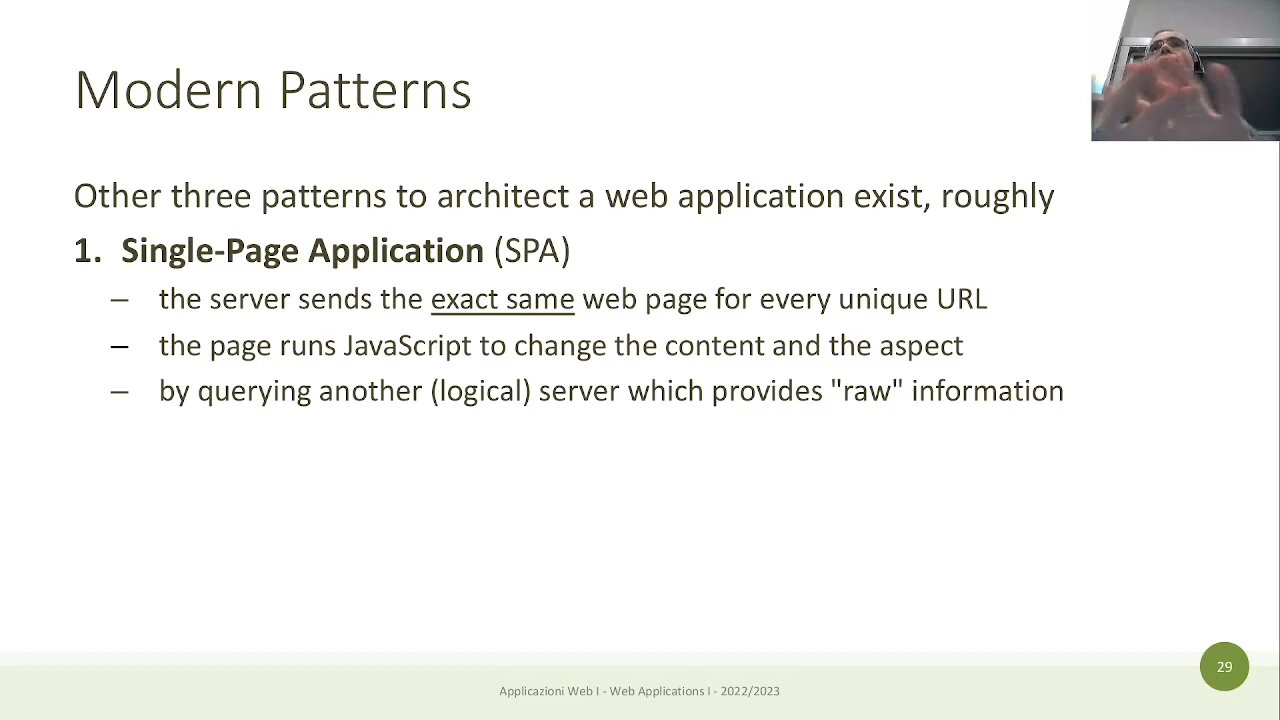 Modern Patterns
Other three patterns to architect a web application exist, roughly
1. Single-Page Application (SPA)
– the server sends the exact same web page for every unique URL
– the page runs JavaScript to change the content and the aspect
– by querying another (logical) server which provides "raw" information
29
Applicazioni Web I - Web Applications I - 2022/2023